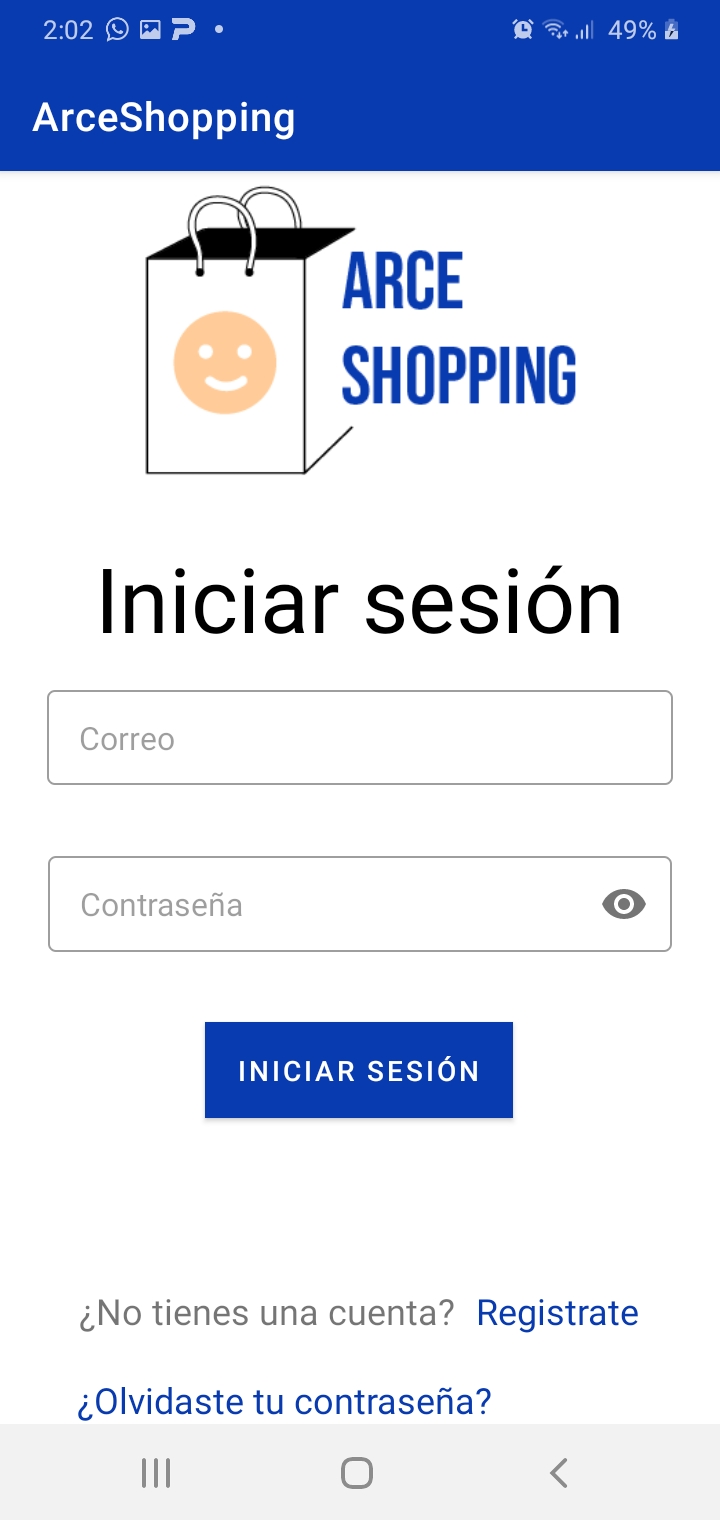 2:02 49%
ArceShopping
ARCE
SHOPPING
Iniciar sesión
Correo
Contraseña
INICIAR SESIÓN
¿No tienes una cuenta? Registrate
¿Olvidaste tu contraseña?